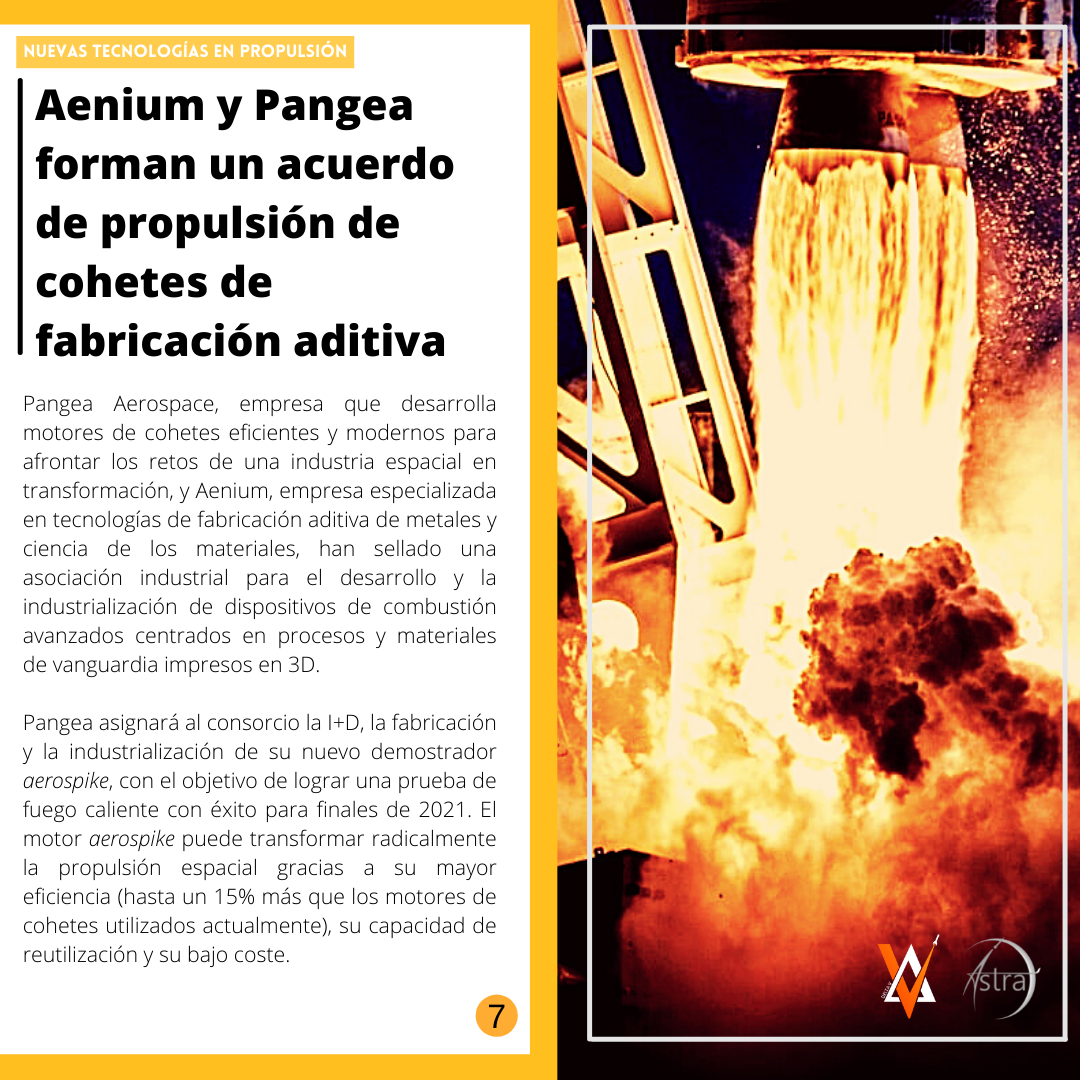 NUEVAS TECNOLOGÍAS EN PROPULSIÓN
Aenium y Pangea
forman un acuerdo
de propulsión de
cohetes de
fabricación aditiva
Pangea Aerospace, empresa que desarrolla
motores de cohetes eficientes y modernos para
afrontar los retos de una industria espacial en
transformación, y Aenium, empresa especializada
en tecnologías de fabricación aditiva de metales y
ciencia de los materiales, han sellado una
asociación industrial para el desarrollo y la
industrialización de dispositivos de combustión
avanzados centrados en procesos y materiales
de vanguardia impresos en 3D.
Pangea asignará al consorcio la I+D, la fabricación
y la industrialización de su nuevo demostrador
aerospike, con el objetivo de lograr una prueba de
fuego caliente con éxito para finales de 2021. El
motor aerospike puede transformar radicalmente
la propulsión espacial gracias a su mayor
eficiencia (hasta un 15% más que los motores de
cohetes utilizados actualmente), su capacidad de
reutilización y su bajo coste.
7
Astra